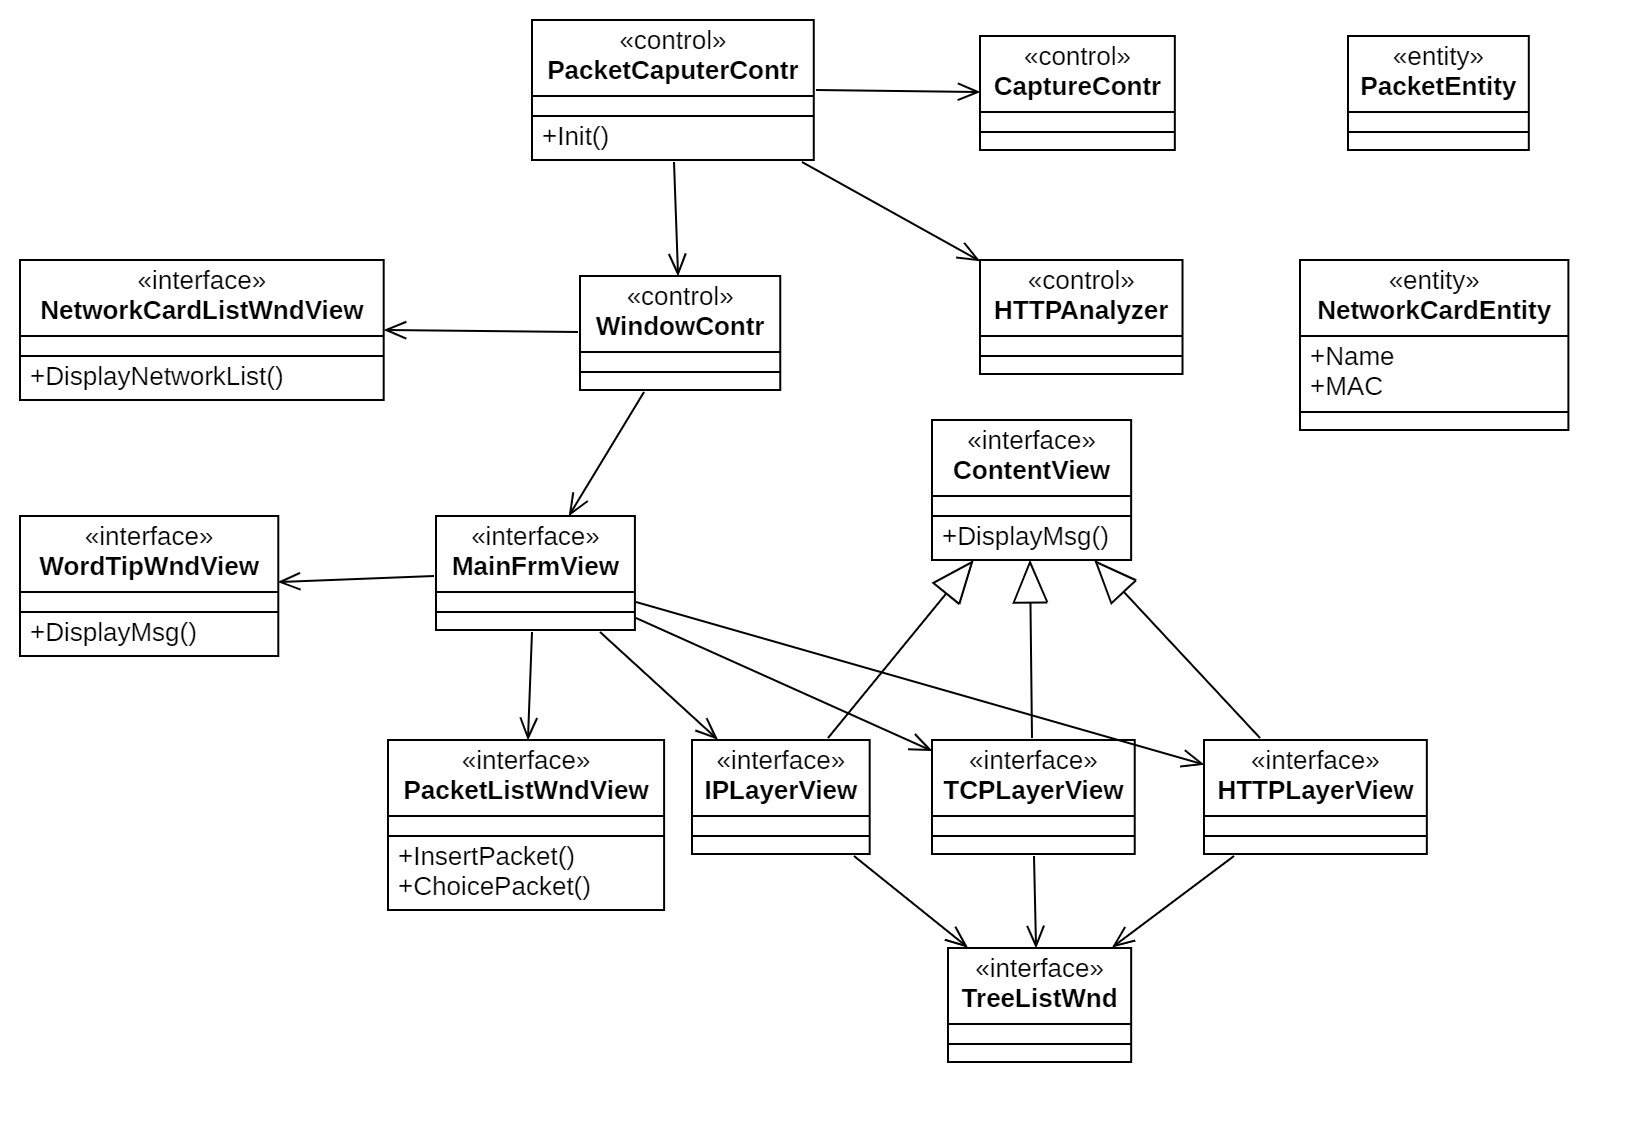 «control»
PacketCaputerContr
+Init()
«control»
CaptureContr
«entity»
PacketEntity
«interface»
NetworkCardListWndView
+DisplayNetworkList()
«control»
WindowContr
«control»
HTTPAnalyzer
«entity»
NetworkCardEntity
+Name
+MAC
«interface»
ContentView
+DisplayMsg()
«interface»
WordTipWndView
+DisplayMsg()
«interface»
MainFrmView
«interface»
PacketListWndView
+InsertPacket()
+ChoicePacket()
«interface»
IPLayerView
«interface»
TCPLayerView
«interface»
HTTPLayerView
«interface»
TreeListWnd